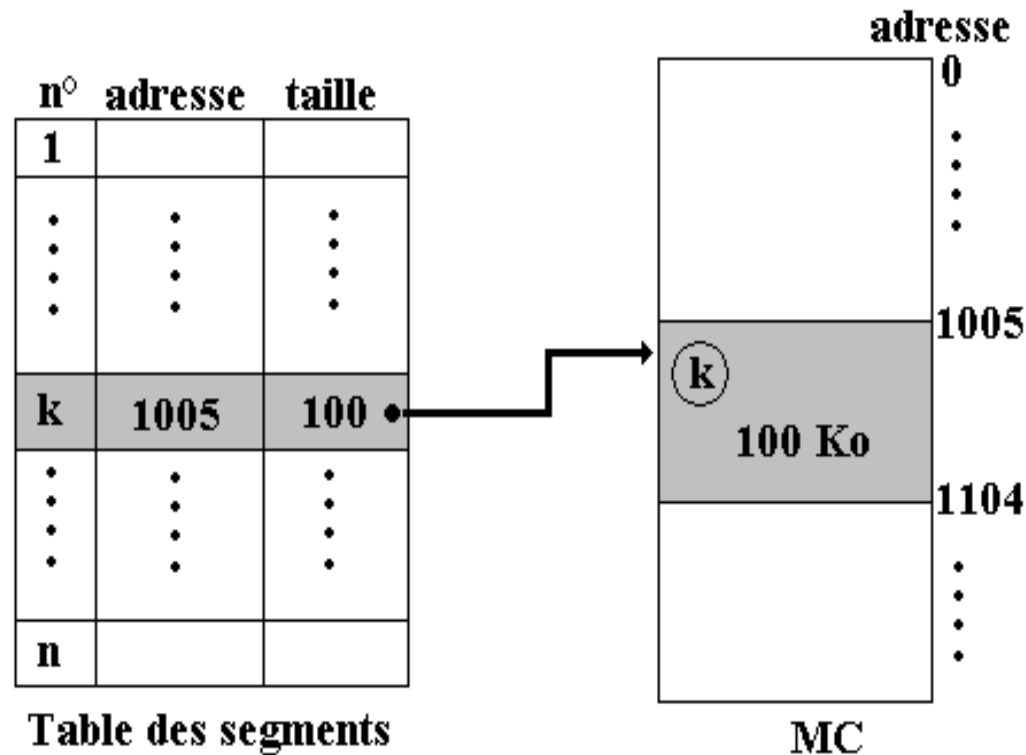 adresse
n° adresse taille
0
1
1005
k
k 1005 100
100 Ko
1104
n
Table des segments
MC